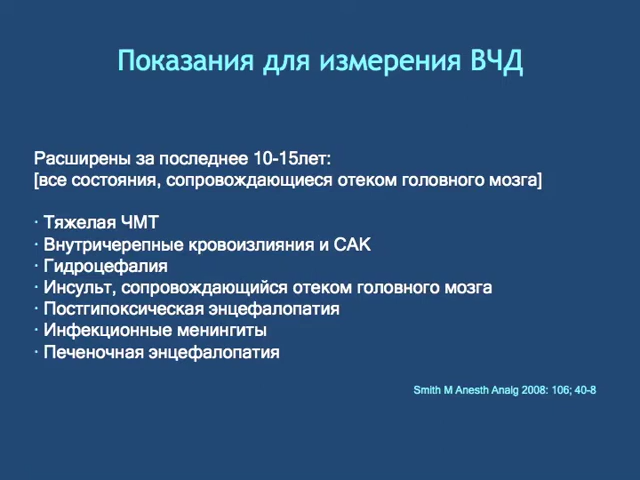 Показания для измерения ВЧД
Расширены за последнее 10-15лет:
[все состояния, сопровождающиеся отеком головного мозга]
· Тяжелая ЧМТ
· Внутричерепные кровоизлияния и САК
· Гидроцефалия
· Инсульт, сопровождающийся отеком головного мозга
· Постгипоксическая энцефалопатия
· Инфекционные менингиты
· Печеночная энцефалопатия
Smith M Anesth Analg 2008: 106; 40-8